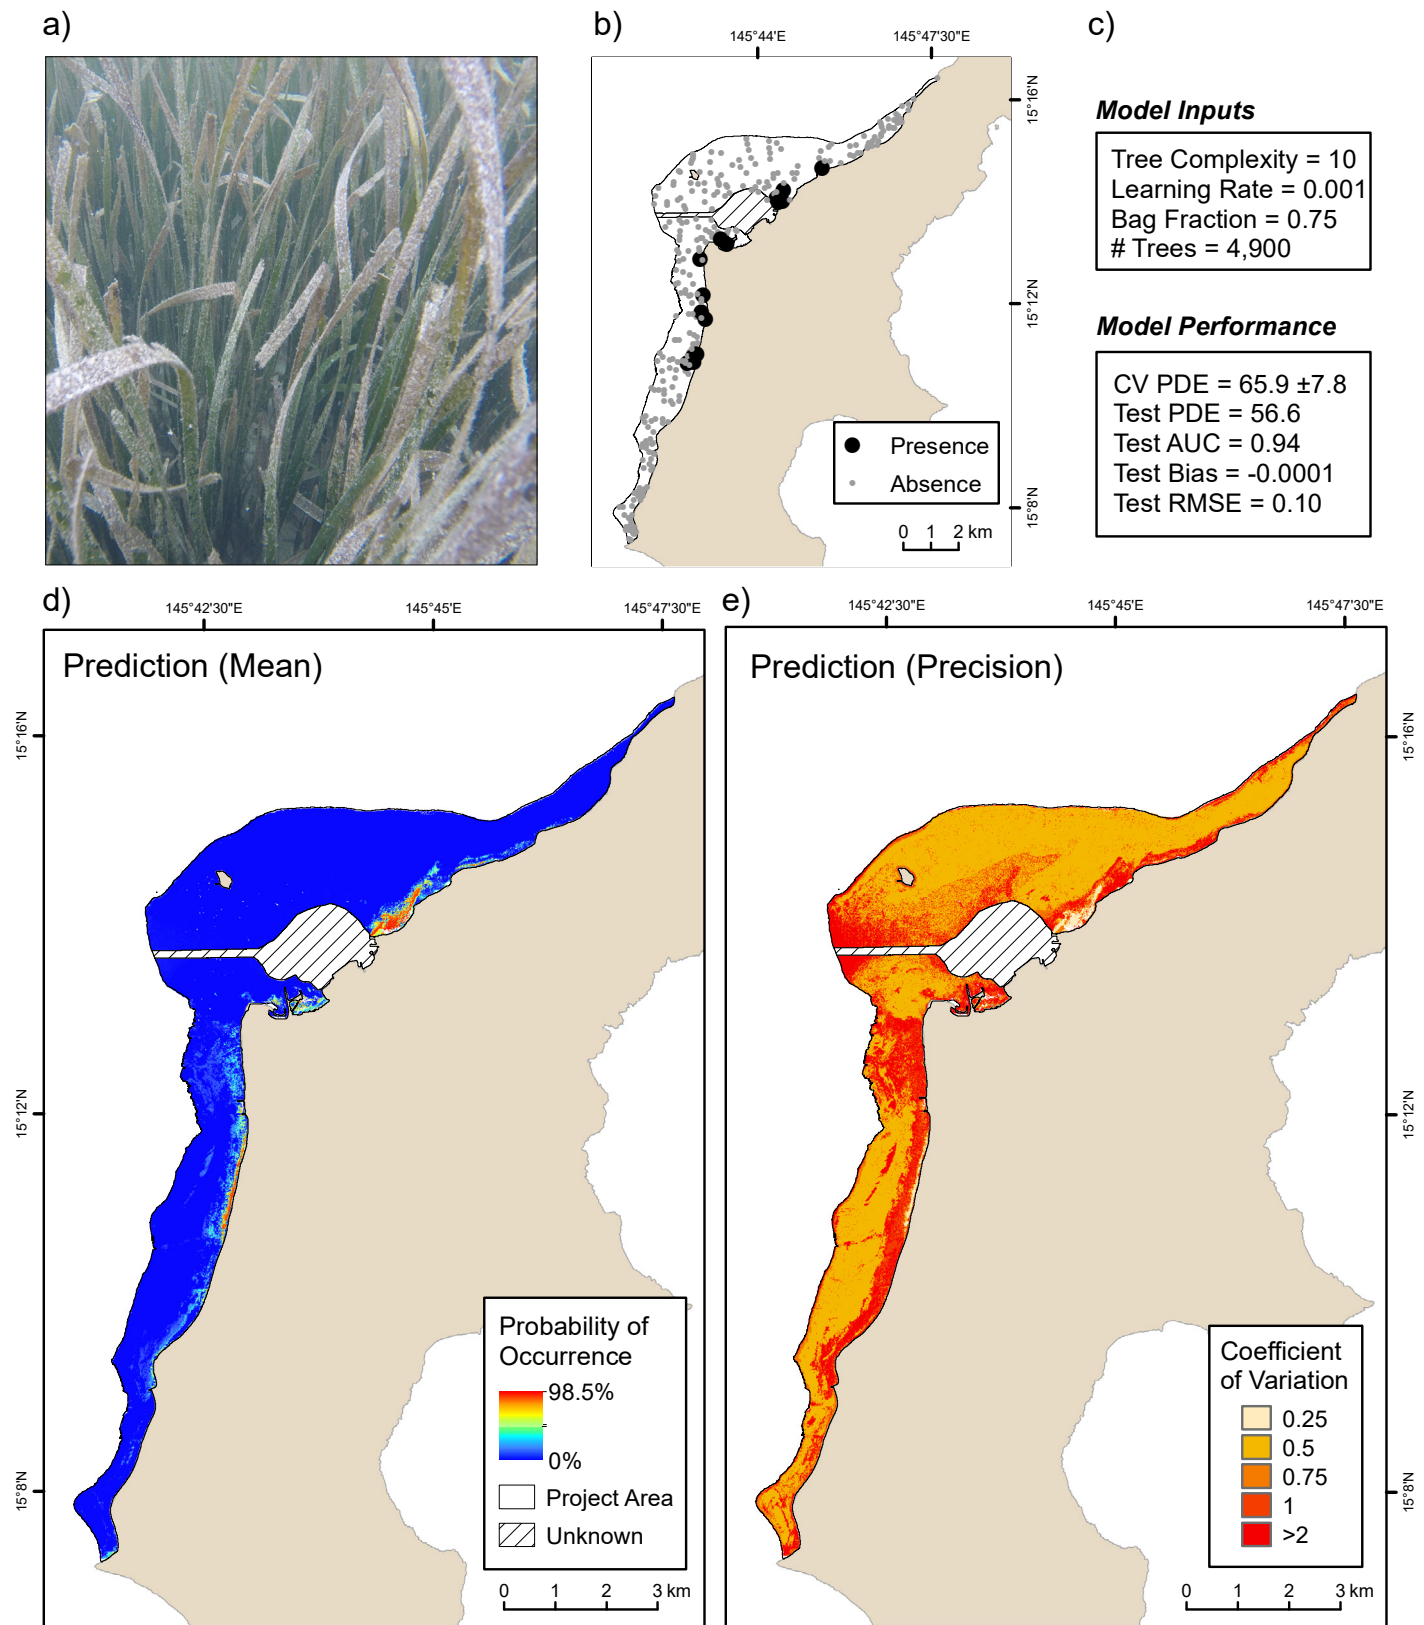 a)
b)
c)
145°44'E
145°47'30"E
15°16'N
15°12'N
15°8'N
Presence
Absence
0 1 2 km
Model Inputs
Tree Complexity = 10
Learning Rate = 0.001
Bag Fraction = 0.75
# Trees = 4,900
Model Performance
CV PDE = 65.9 ±7.8
Test PDE = 56.6
Test AUC = 0.94
Test Bias = -0.0001
Test RMSE = 0.10
d)
145°42'30"E
145°45'E
145°47'30"E
Prediction (Mean)
15°16'N
15°12'N
15°8'N
Probability of
Occurrence
98.5%
0%
Project Area
Unknown
0 1 2 3 km
e)
145°42'30"E
145°45'E
145°47'30"E
Prediction (Precision)
15°16'N
15°12'N
15°8'N
Coefficient
of Variation
0.25
0.5
0.75
1
>2
0 1 2 3 km